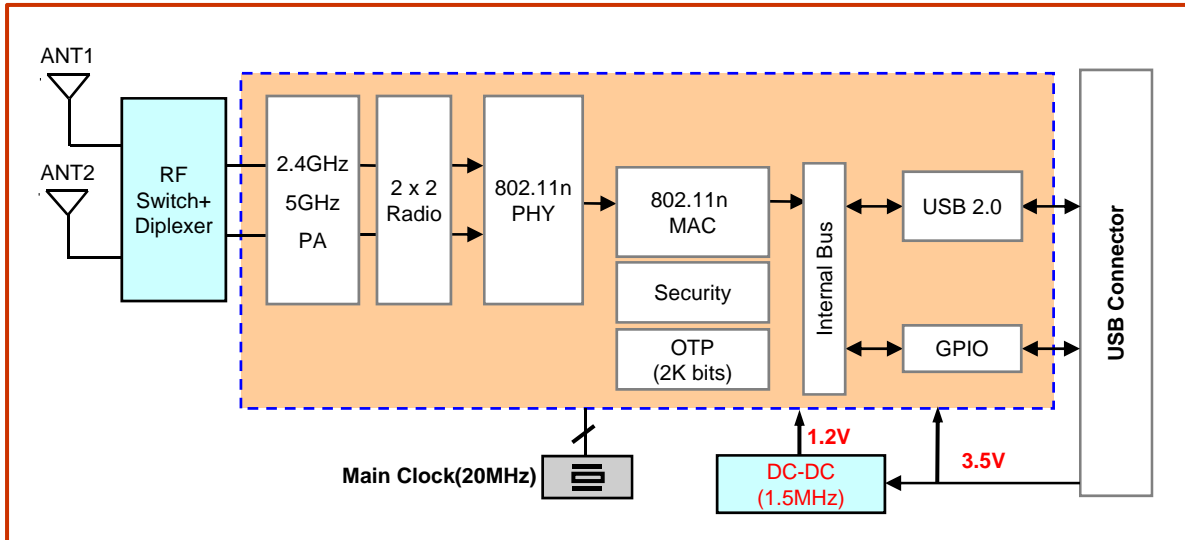 ANT1
ANT2
RF
Switch+
Diplexer
2.4GHz
5GHz
PA
2 x 2
Radio
802.11n
PHY
802.11n
MAC
Security
OTP
(2K bits)
Internal Bus
USB 2.0
GPIO
USB Connector
Main Clock(20MHz)
1.2V
DC-DC
(1.5MHz)
3.5V